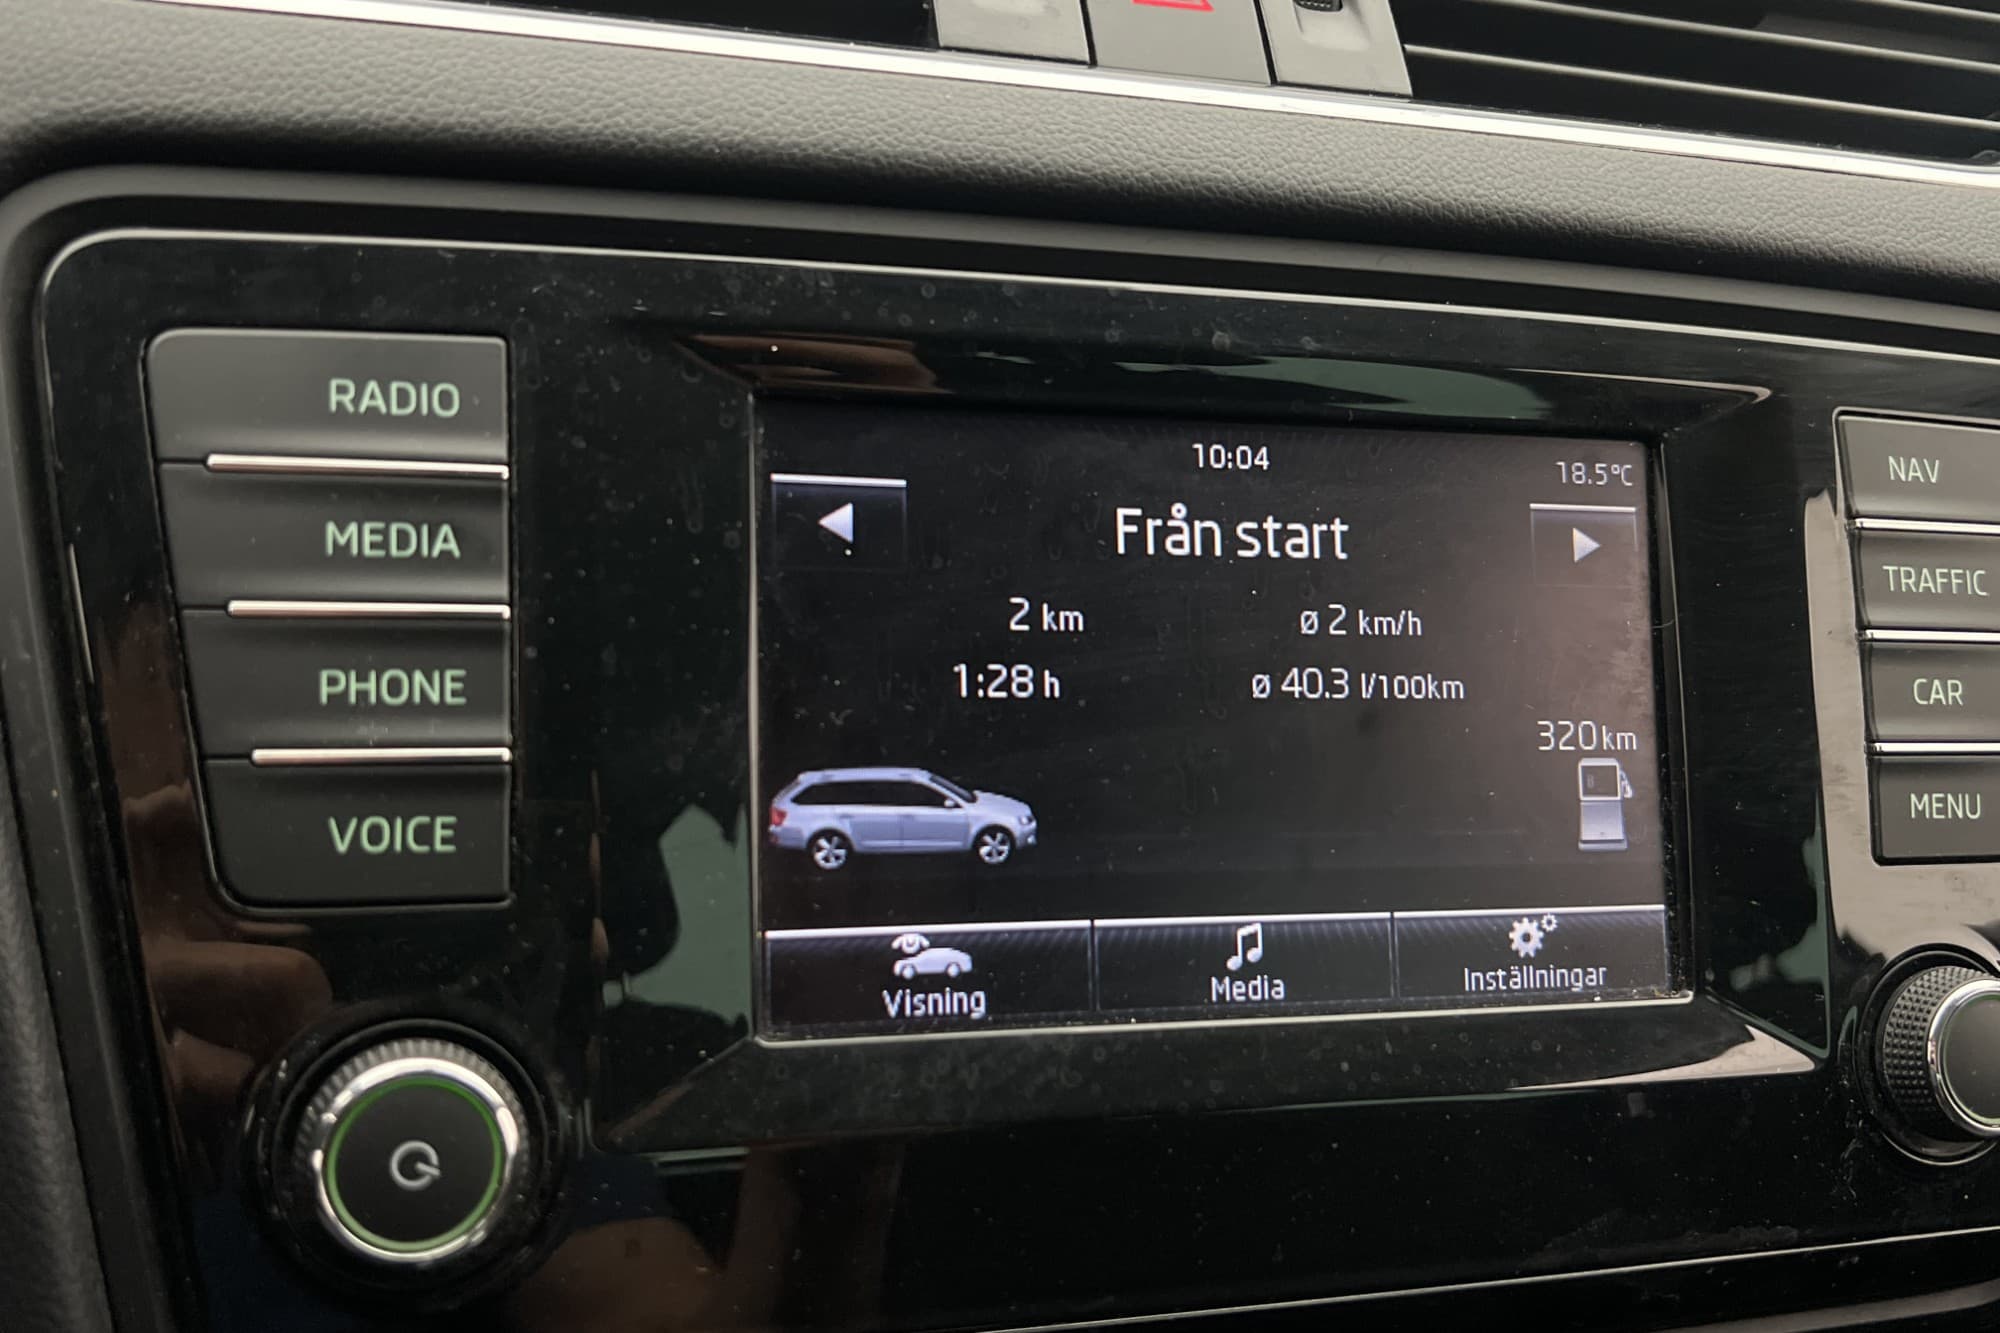 RADIO
MEDIA
PHONE
VOICE
10:04
18.5°C
Från start
2 km
ø 2 km/h
1:28 h
ø 40.3 l/100km
320 km
Visning
Media
Inställningar
NAV
TRAFFIC
CAR
MENU